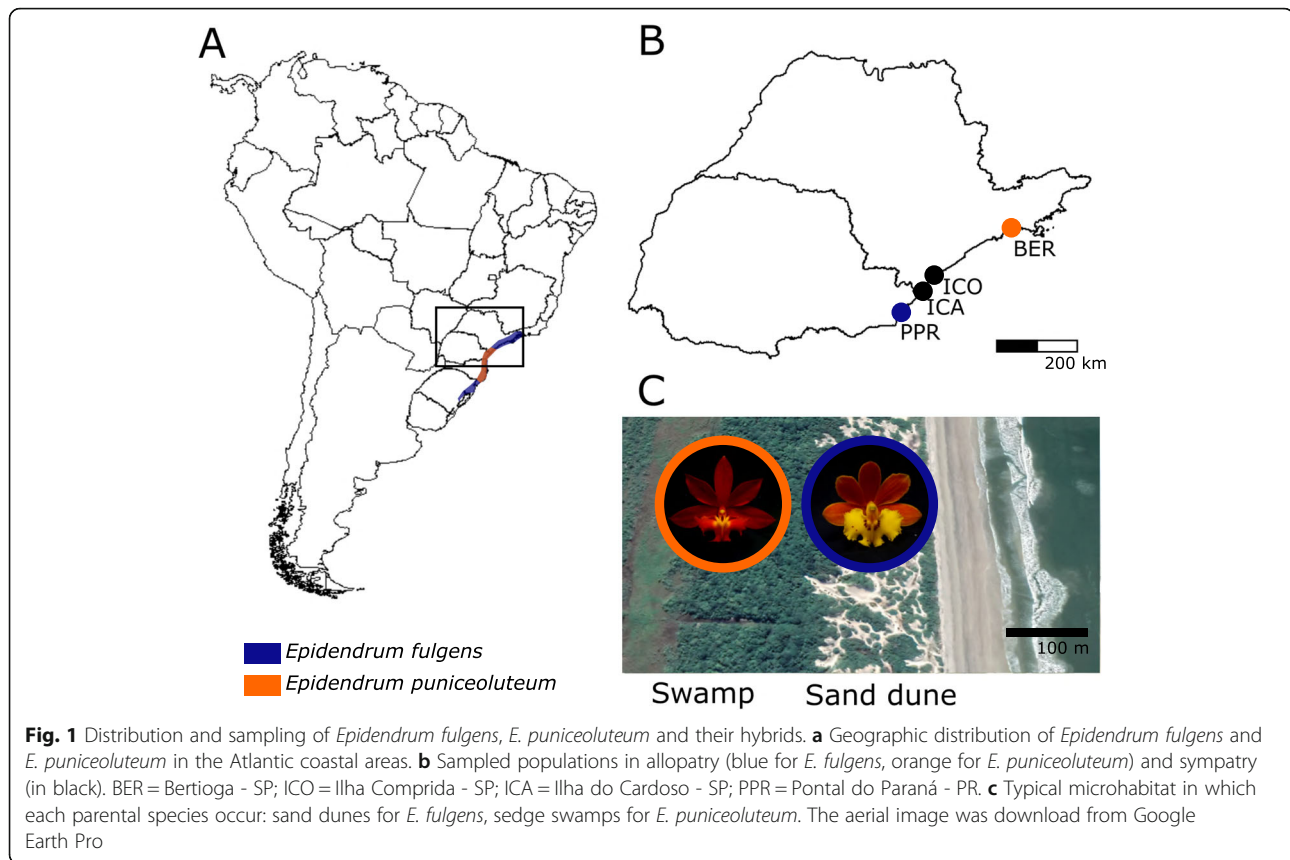 A
B
BER
ICO
ICA
PPR
200 km
C
100 m
Swamp Sand dune
Epidendrum fulgens
Epidendrum puniceoluteum
Fig. 1 Distribution and sampling of Epidendrum fulgens, E. puniceoluteum and their hybrids. a Geographic distribution of Epidendrum fulgens and
E. puniceoluteum in the Atlantic coastal areas. b Sampled populations in allopatry (blue for E. fulgens, orange for E. puniceoluteum) and sympatry
(in black). BER = Bertioga - SP; ICO = Ilha Comprida - SP; ICA = Ilha do Cardoso - SP; PPR = Pontal do Paraná - PR. c Typical microhabitat in which
each parental species occur: sand dunes for E. fulgens, sedge swamps for E. puniceoluteum. The aerial image was download from Google
Earth Pro